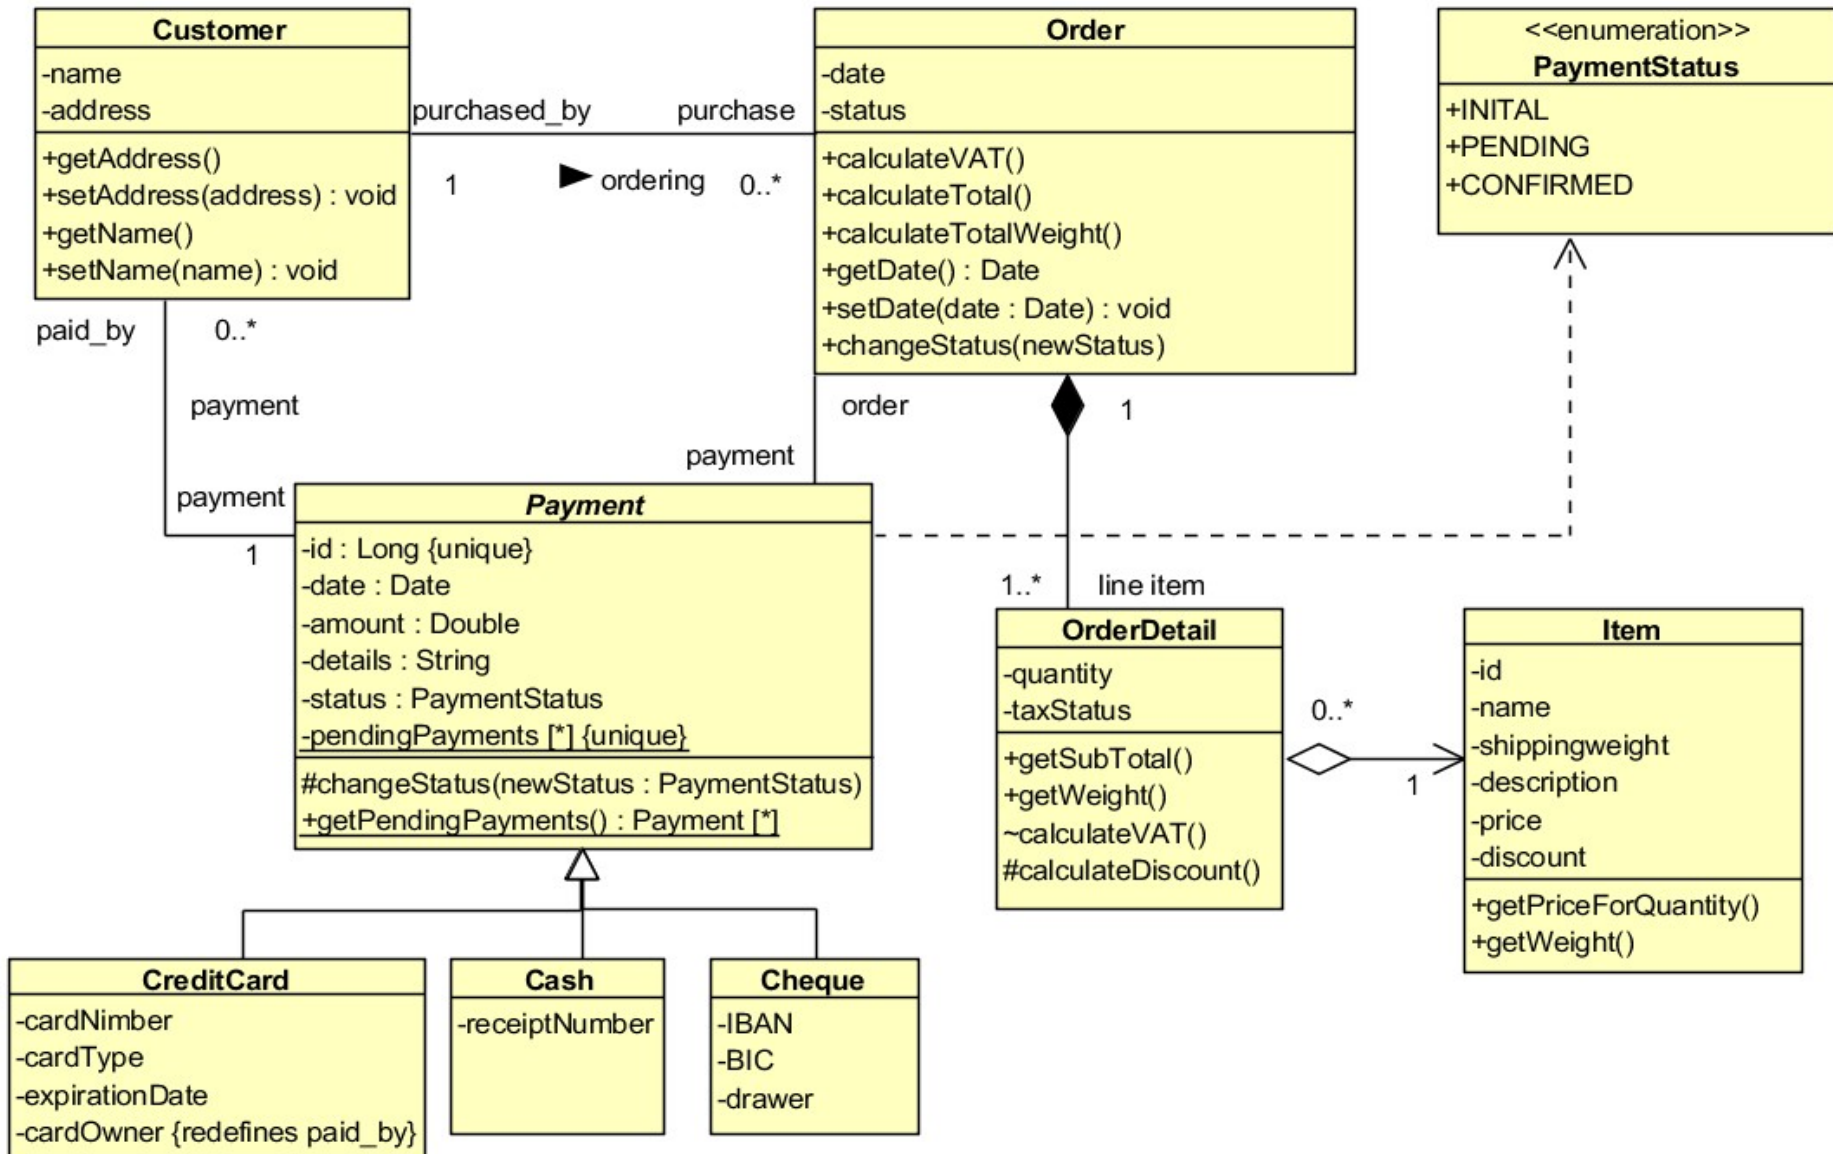 Customer
-name
-address
+getAddress()
+setAddress(address) : void
+getName()
+setName(name) : void
purchased_by
purchase
1
ordering
0..*
Order
-date
-status
+calculateVAT()
+calculateTotal()
+calculateTotalWeight()
+getDate() : Date
+setDate(date : Date) : void
+changeStatus(newStatus)
<<enumeration>>
PaymentStatus
+INITAL
+PENDING
+CONFIRMED
paid_by
0..*
payment
payment
1
order
payment
1
1..*
line item
Payment
-id : Long {unique}
-date : Date
-amount : Double
-details : String
-status : PaymentStatus
-pendingPayments [*] {unique}
#changeStatus(newStatus : PaymentStatus)
+getPendingPayments() : Payment [*]
OrderDetail
-quantity
-taxStatus
+getSubTotal()
+getWeight()
~calculateVAT()
#calculateDiscount()
0..*
1
Item
-id
-name
-shippingweight
-description
-price
-discount
+getPriceForQuantity()
+getWeight()
CreditCard
-cardNimber
-cardType
-expirationDate
-cardOwner {redefines paid_by}
Cash
-receiptNumber
Cheque
-IBAN
-BIC
-drawer